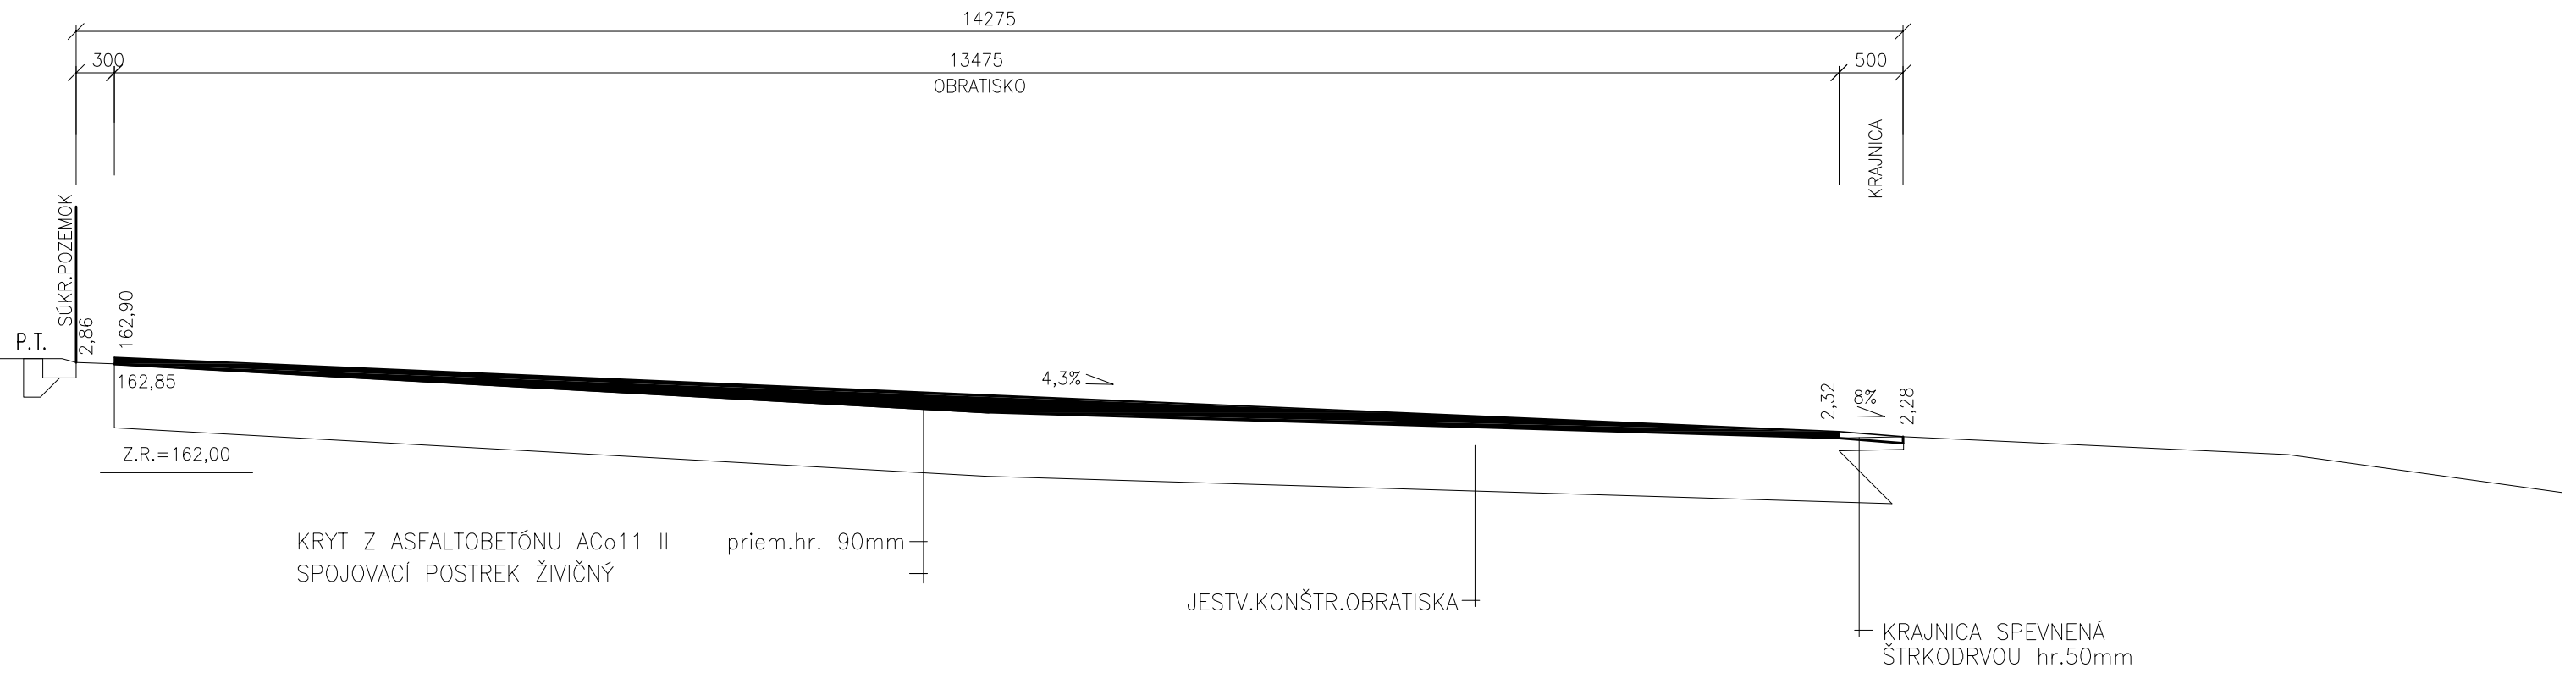 14275
300
13475
500
OBRATISKO
KRAJNICA
SÚKR.POZEMOK
2,86
162,90
P.T.
162,85
4,3%
2,32
8%
2,28
Z.R.=162,00
KRYT Z ASFALTOBETÓNU ACo11 II priem.hr. 90mm
SPOJOVACÍ POSTREK ŽIVIČNÝ
JESTV.KONŠTR.OBRATISKA
KRAJNICA SPEVNENÁ
ŠTRKODRVOU hr.50mm